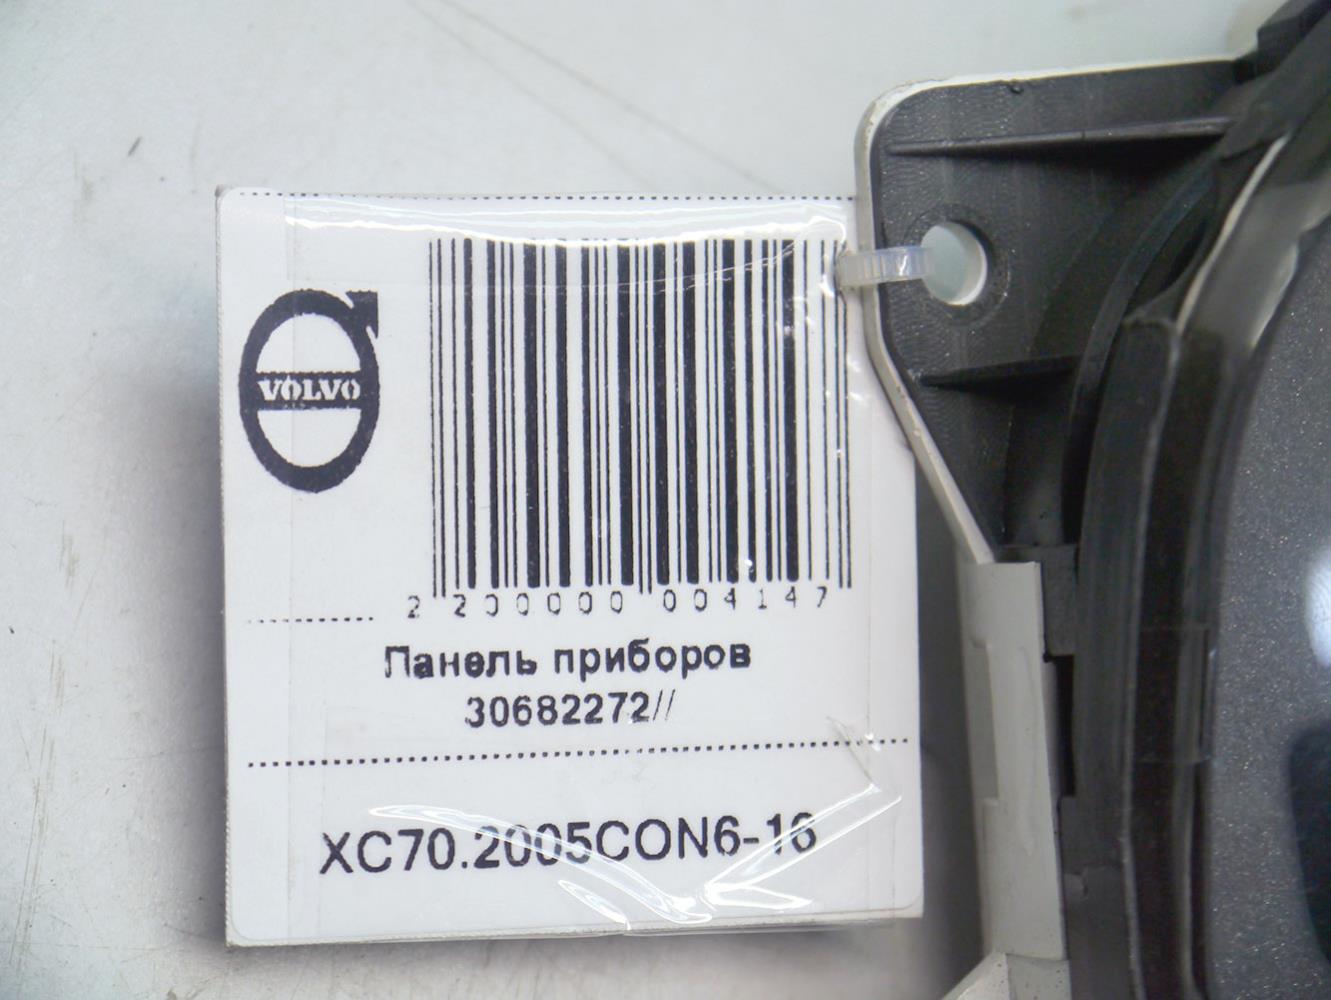 VOLVO
2 200000 004147
Панель приборов
30682272//
XC70.2005CON6-16